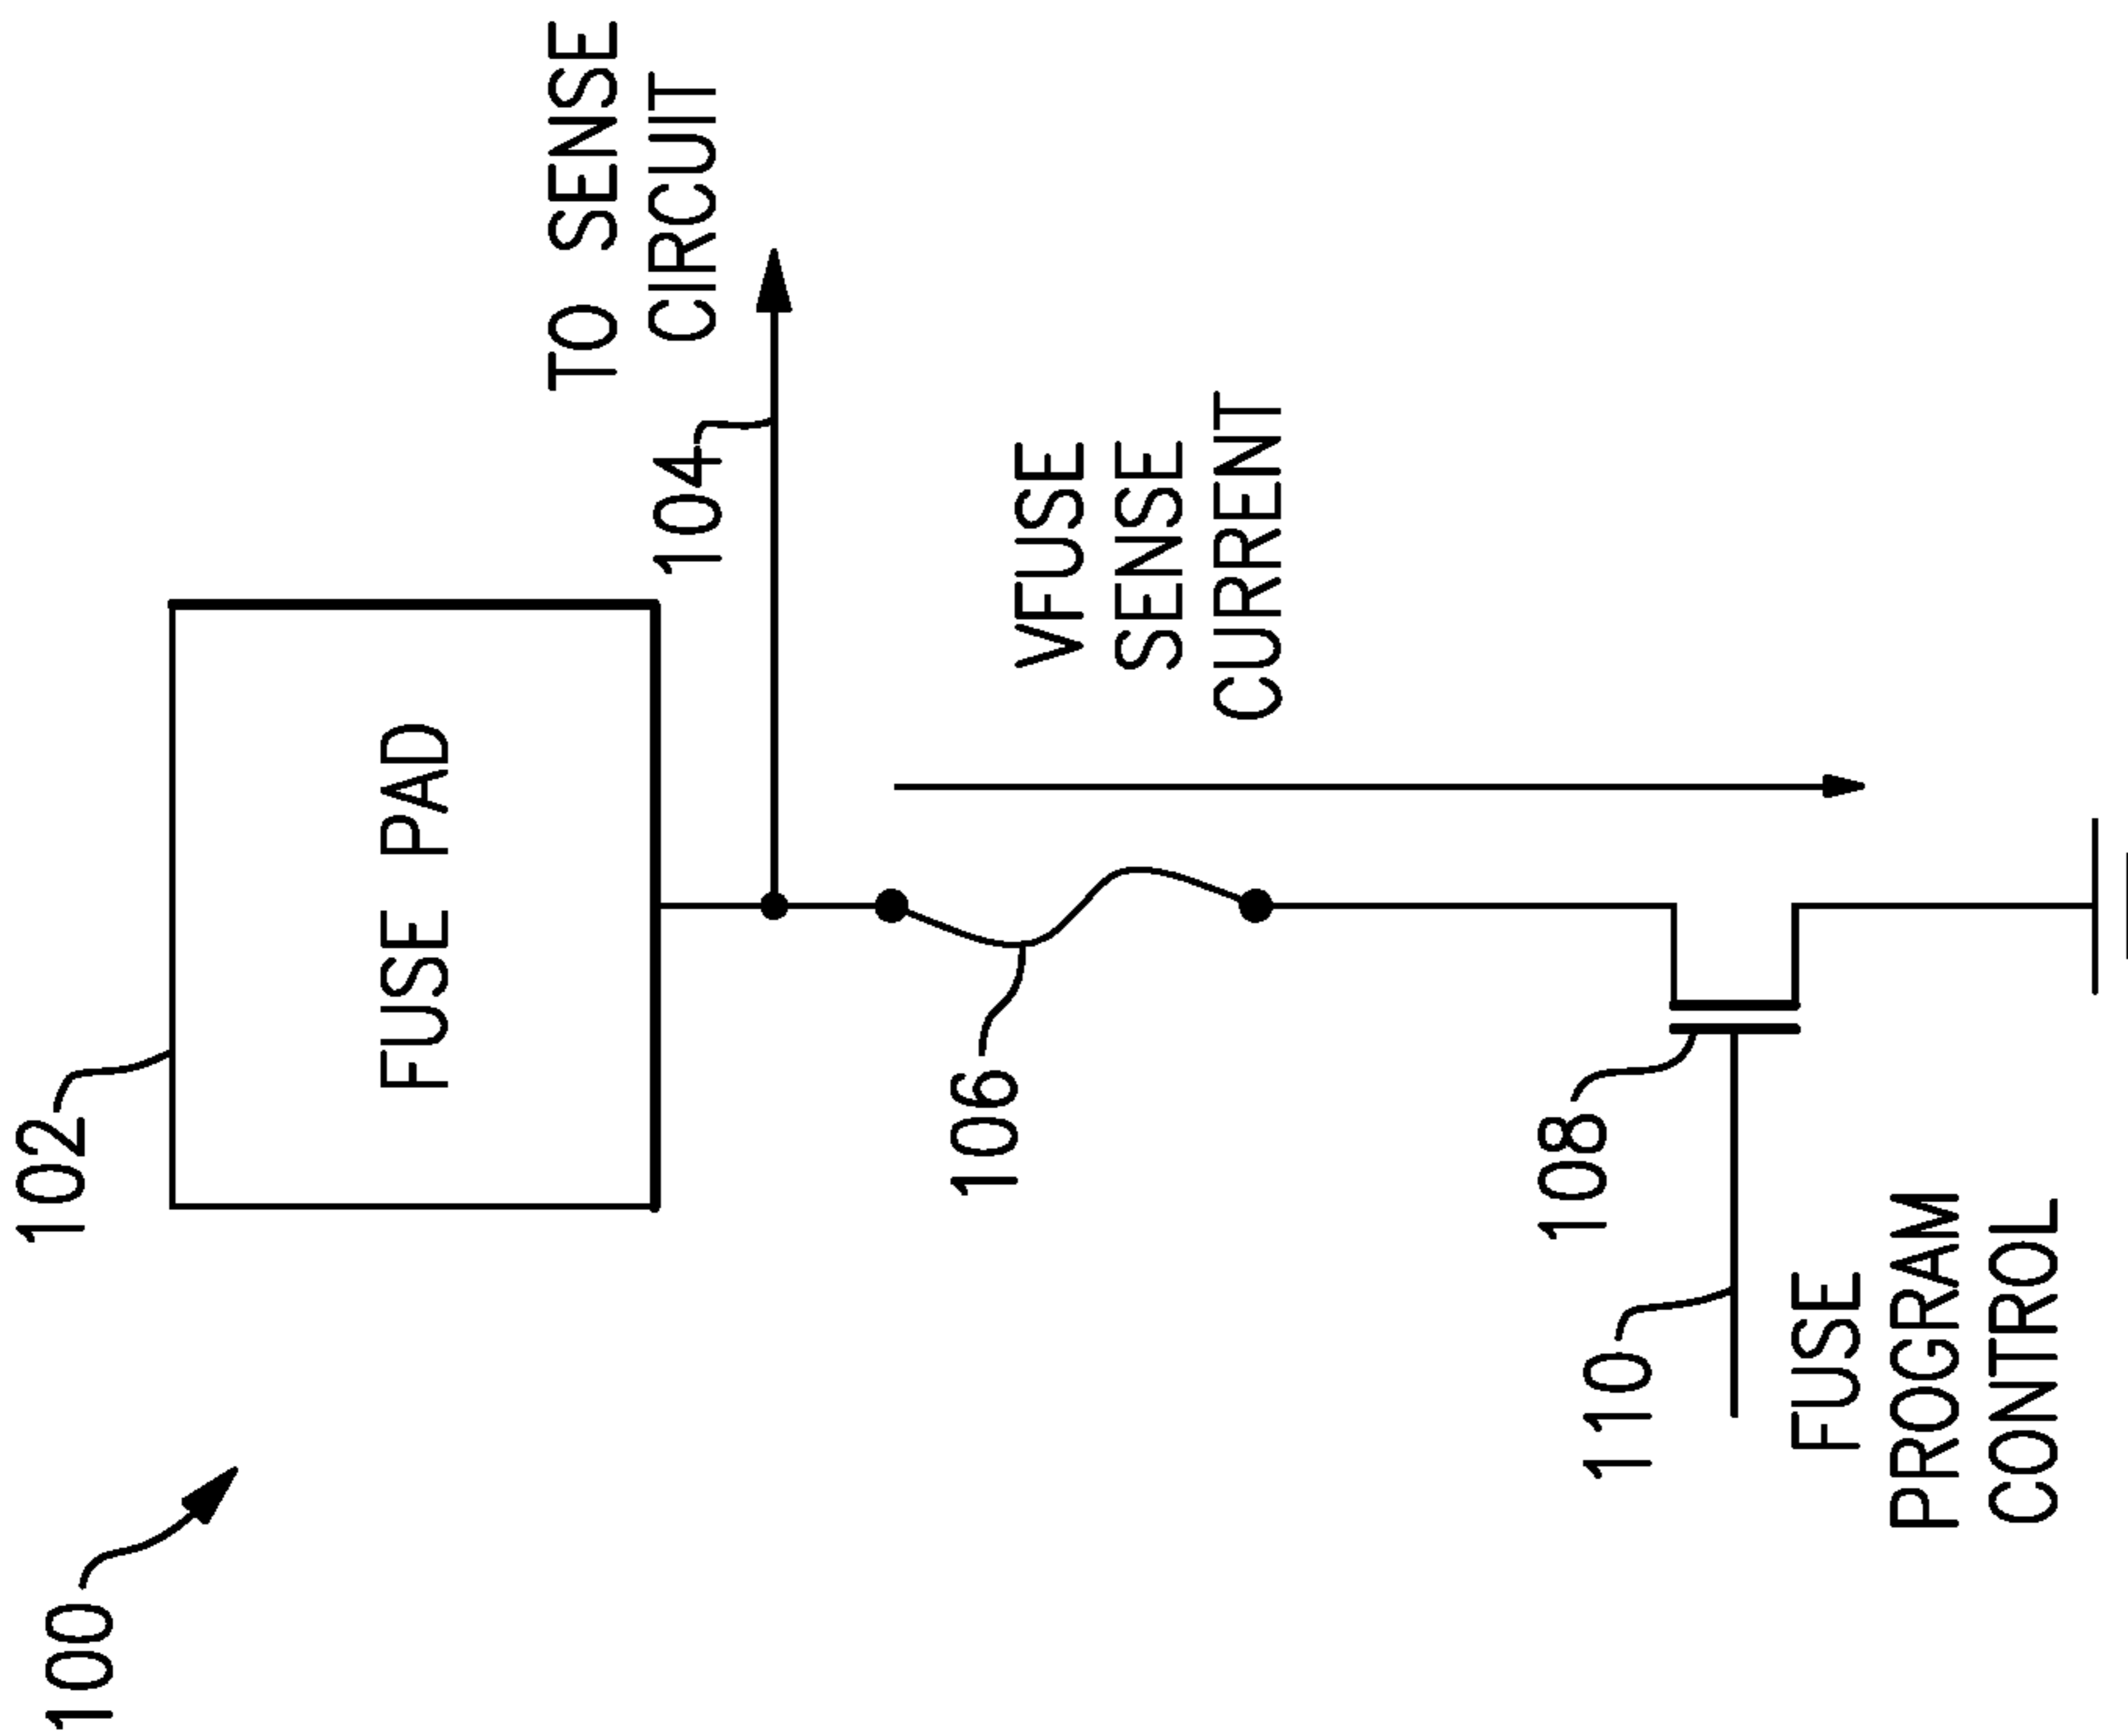 100
102
FUSE PAD
TO SENSE
CIRCUIT
104
106
VFUSE
SENSE
CURRENT
108
110
FUSE
PROGRAM
CONTROL